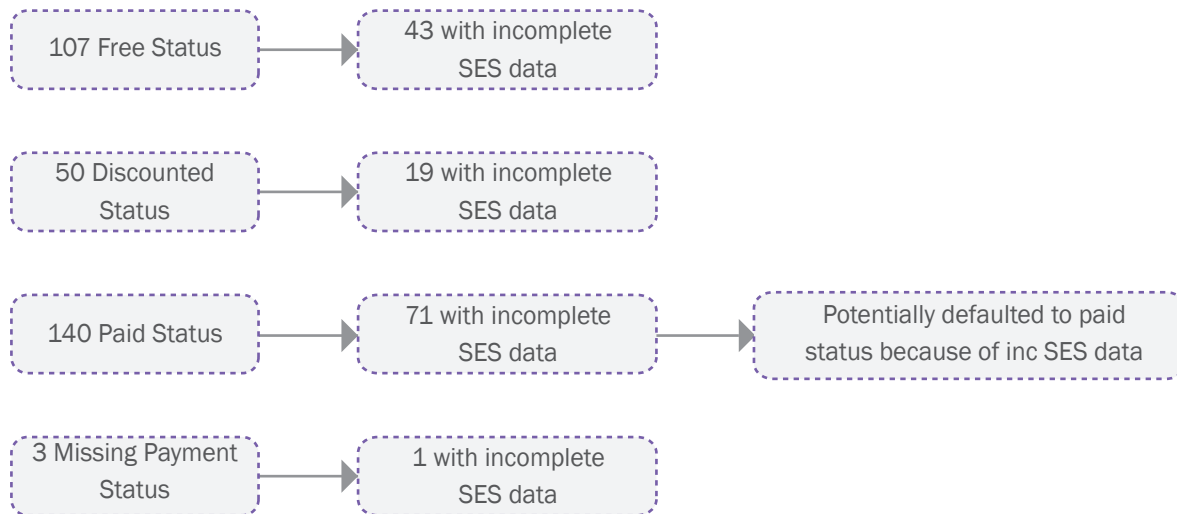 107 Free Status
43 with incomplete
SES data
50 Discounted
Status
19 with incomplete
SES data
140 Paid Status
71 with incomplete
SES data
Potentially defaulted to paid
status because of inc SES data
3 Missing Payment
Status
1 with incomplete
SES data